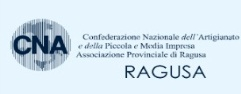 CNA
Confederazione Nazionale dell'Artigianato
e della Piccola e Media Impresa
Associazione Provinciale di Ragusa
RAGUSA